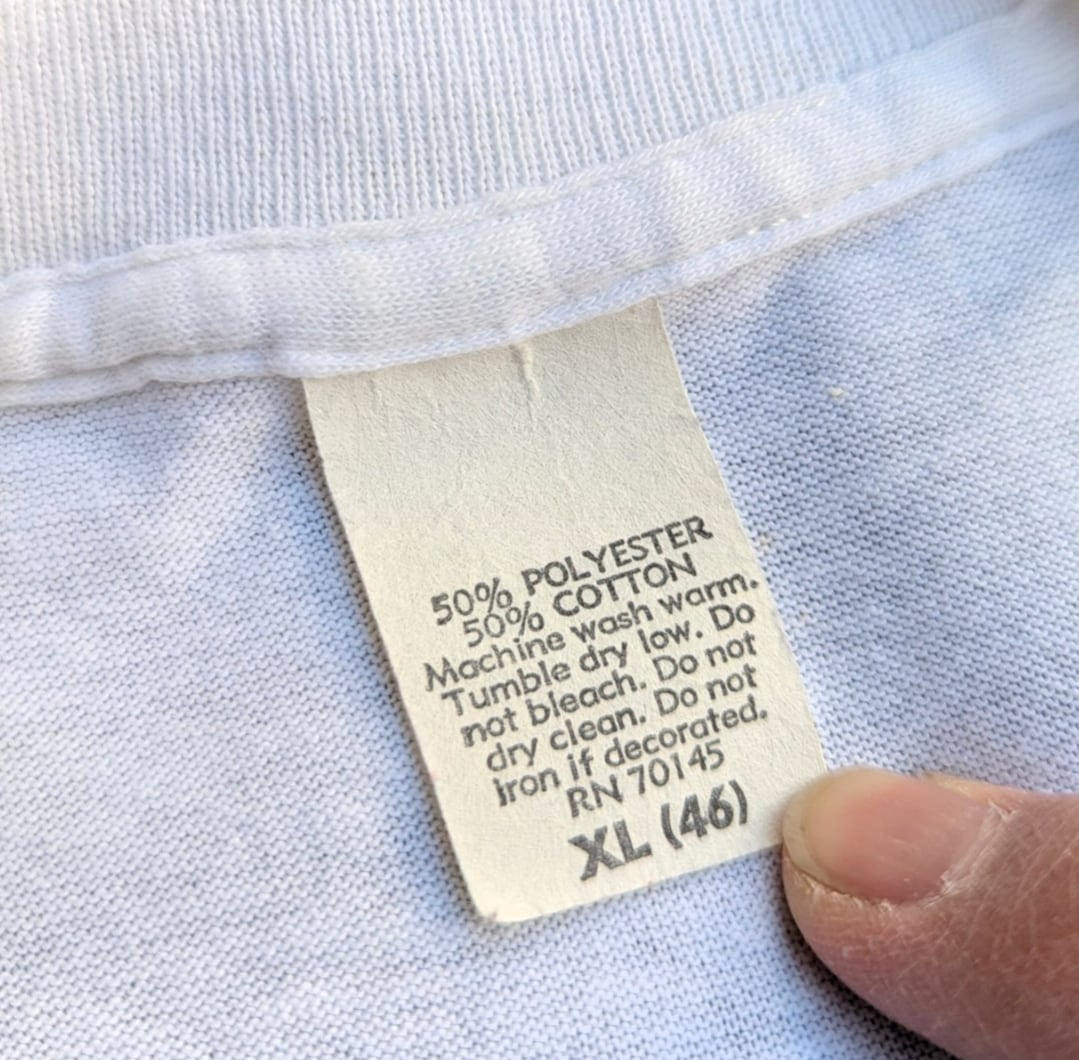 50% POLYESTER
50% COTTON
Machine wash warm.
Tumble dry low. Do
not bleach. Do not
dry clean. Do not
iron if decorated.
RN 70145
XL (46)